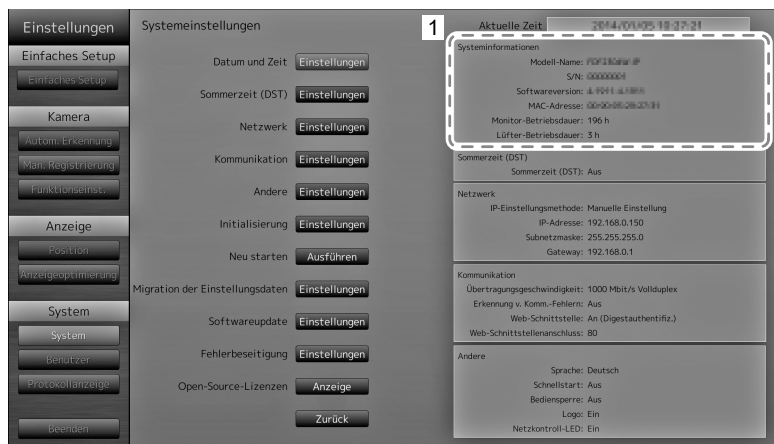 Einstellungen
Einfaches Setup
Einfaches Setup
Kamera
Autom. Erkennung
Man. Registrierung
Funktionseinst.
Anzeige
Position
Anzeigeoptimierung
System
System
Benutzer
Protokollanzeige
Beenden
Systemeinstellungen
Datum und Zeit Einstellungen
Sommerzeit (DST) Einstellungen
Netzwerk Einstellungen
Kommunikation Einstellungen
Andere Einstellungen
Initialisierung Einstellungen
Neu starten Ausführen
Migration der Einstellungsdaten Einstellungen
Softwareupdate Einstellungen
Fehlerbeseitigung Einstellungen
Open-Source-Lizenzen Anzeige
Zurück
1
Aktuelle Zeit
Systeminformationen
Modell-Name:
S/N:
Softwareversion:
MAC-Adresse:
Monitor-Betriebsdauer: 196 h
Lüfter-Betriebsdauer: 3 h
Sommerzeit (DST)
Sommerzeit (DST): Aus
Netzwerk
IP-Einstellungsmethode: Manuelle Einstellung
IP-Adresse: 192.168.0.150
Subnetzmaske: 255.255.255.0
Gateway: 192.168.0.1
Kommunikation
Übertragungsgeschwindigkeit: 1000 Mbit/s Vollduplex
Erkennung v. Komm.-Fehlern: Aus
Web-Schnittstelle: An (Digestauthentifiz.)
Web-Schnittstellenanschluss: 80
Andere
Sprache: Deutsch
Schnellstart: Aus
Bediensperre: Aus
Logo: Ein
Netzkontroll-LED: Ein